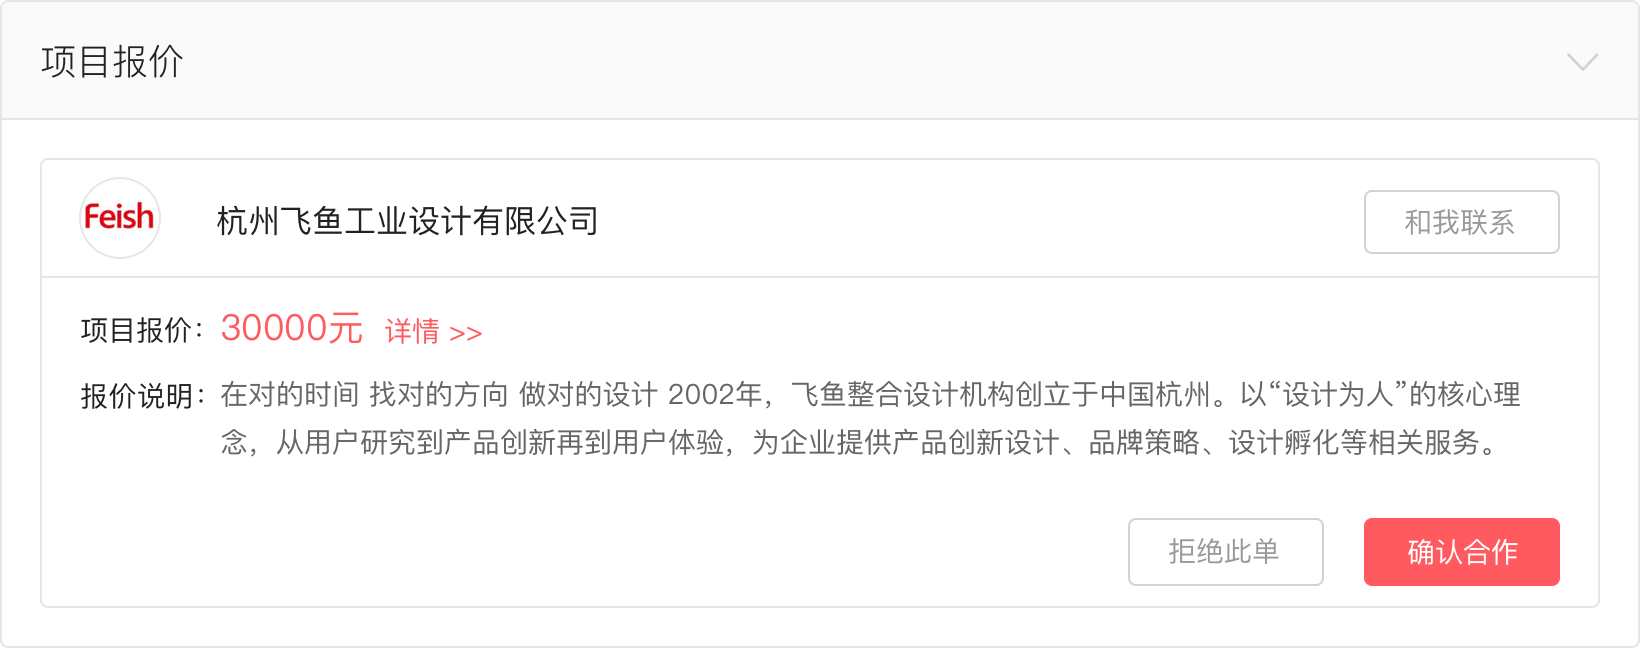 项目报价
Feish
杭州飞鱼工业设计有限公司
和我联系
项目报价：30000元 详情 >>
报价说明：在对的时间 找对的方向 做对的设计 2002年，飞鱼整合设计机构创立于中国杭州。以“设计为人”的核心理
念，从用户研究到产品创新再到用户体验，为企业提供产品创新设计、品牌策略、设计孵化等相关服务。
拒绝此单
确认合作